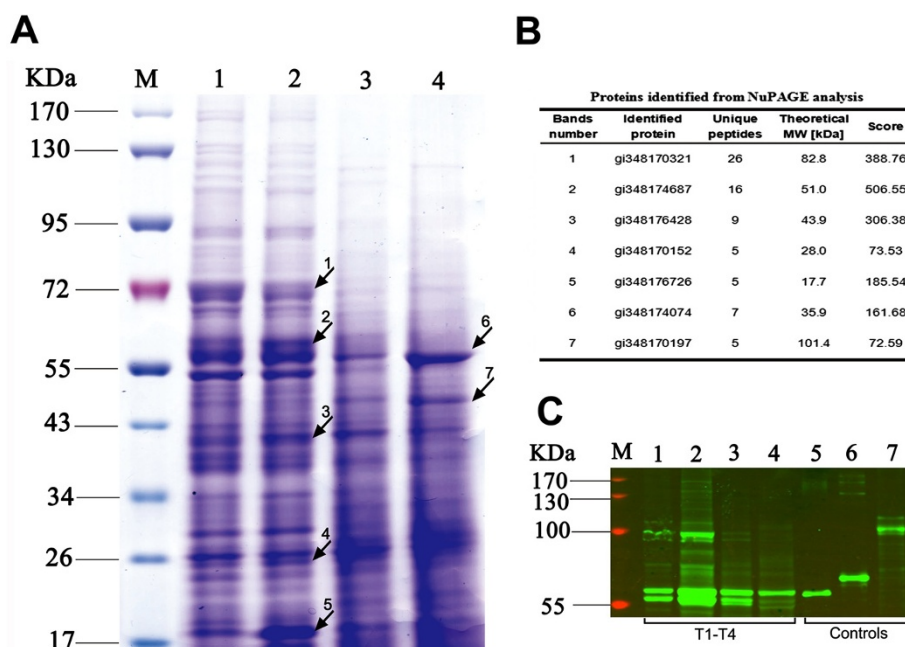 A
KDa M 1 2 3 4
170
130
95
72
55
43
34
26
17
1
2
3
4
5
6
7
B
Proteins identified from NuPAGE analysis
Bands number Identified protein Unique peptides Theoretical MW [kDa] Score
1 gi348170321 26 82.8 388.76
2 gi348174687 16 51.0 506.55
3 gi348176428 9 43.9 306.38
4 gi348170152 5 28.0 73.53
5 gi348176726 5 17.7 185.54
6 gi348174074 7 35.9 161.68
7 gi348170197 5 101.4 72.59
C
KDa M 1 2 3 4 5 6 7
170
130
100
55
T1-T4 Controls